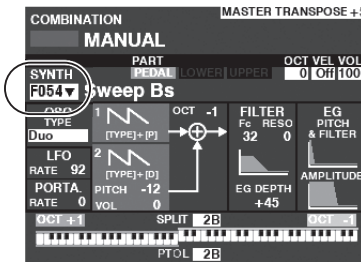 MASTER TRANSPOSE +5
COMBINATION
MANUAL
PART OCT VEL VOL
SYNTH PEDAL LOWER UPPER 0 Off 100
F054▼ Sweep Bs
OSC TYPE 1 OCT -1 FILTER EG
Duo [TYPE]+[P] Fc RESO PITCH & FILTER
32 0
LFO 2
RATE 92 [TYPE]+[P] AMPLITUDE
PORTA. PITCH -12 EG DEPTH
RATE 0 VOL 0 +45
OCT +1 SPLIT 2B OCT -1
PTOL 2B